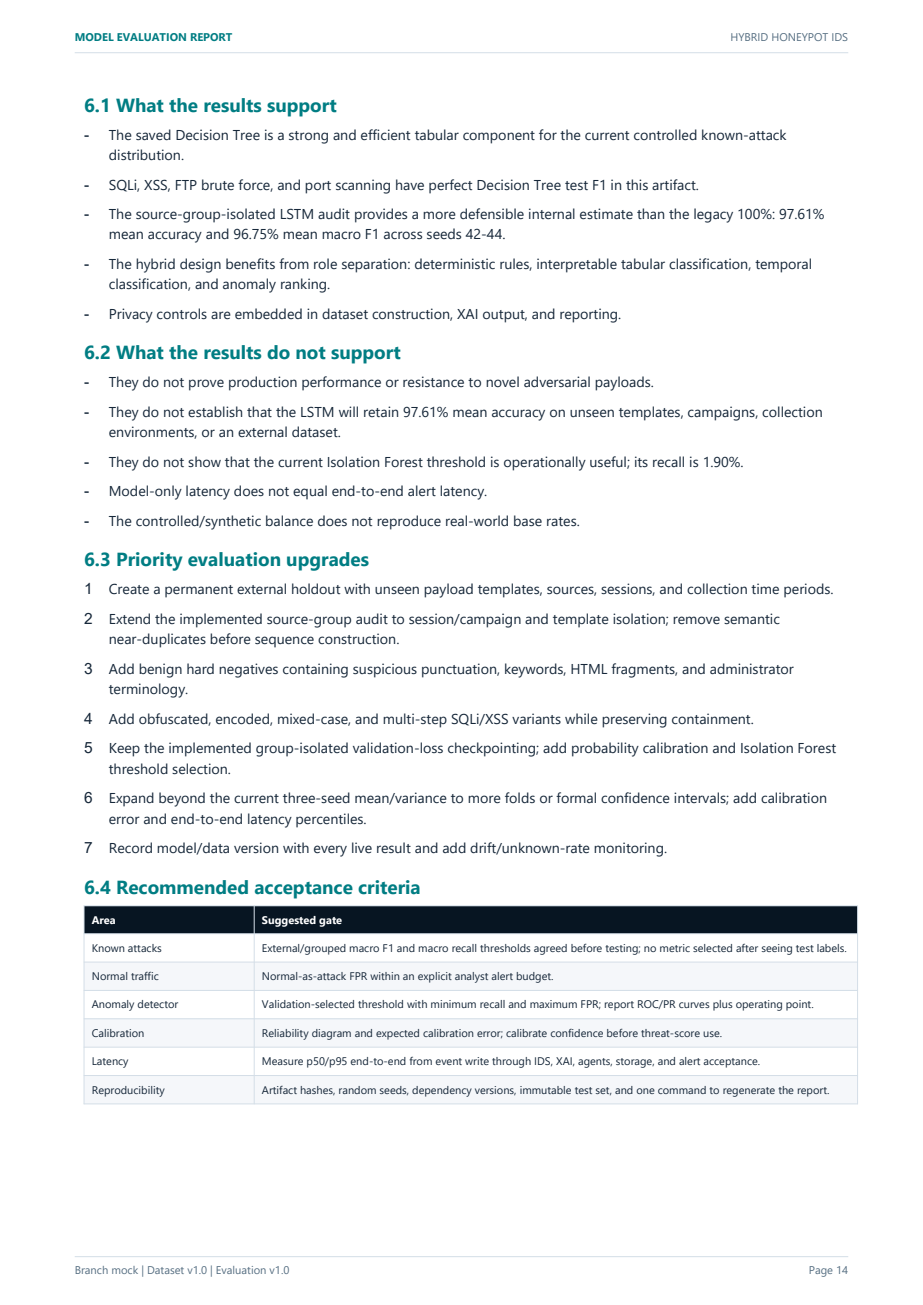 MODEL EVALUATION REPORT
HYBRID HONEYPOT IDS
6.1 What the results support
- The saved Decision Tree is a strong and efficient tabular component for the current controlled known-attack
distribution.
- SQLi, XSS, FTP brute force, and port scanning have perfect Decision Tree test F1 in this artifact.
- The source-group-isolated LSTM audit provides a more defensible internal estimate than the legacy 100%: 97.61%
mean accuracy and 96.75% mean macro F1 across seeds 42-44.
- The hybrid design benefits from role separation: deterministic rules, interpretable tabular classification, temporal
classification, and anomaly ranking.
- Privacy controls are embedded in dataset construction, XAI output, and reporting.
6.2 What the results do not support
- They do not prove production performance or resistance to novel adversarial payloads.
- They do not establish that the LSTM will retain 97.61% mean accuracy on unseen templates, campaigns, collection
environments, or an external dataset.
- They do not show that the current Isolation Forest threshold is operationally useful; its recall is 1.90%.
- Model-only latency does not equal end-to-end alert latency.
- The controlled/synthetic balance does not reproduce real-world base rates.
6.3 Priority evaluation upgrades
1 Create a permanent external holdout with unseen payload templates, sources, sessions, and collection time periods.
2 Extend the implemented source-group audit to session/campaign and template isolation; remove semantic
near-duplicates before sequence construction.
3 Add benign hard negatives containing suspicious punctuation, keywords, HTML fragments, and administrator
terminology.
4 Add obfuscated, encoded, mixed-case, and multi-step SQLi/XSS variants while preserving containment.
5 Keep the implemented group-isolated validation-loss checkpointing; add probability calibration and Isolation Forest
threshold selection.
6 Expand beyond the current three-seed mean/variance to more folds or formal confidence intervals; add calibration
error and end-to-end latency percentiles.
7 Record model/data version with every live result and add drift/unknown-rate monitoring.
6.4 Recommended acceptance criteria
Area Suggested gate
Known attacks External/grouped macro F1 and macro recall thresholds agreed before testing; no metric selected after seeing test labels.
Normal traffic Normal-as-attack FPR within an explicit analyst alert budget.
Anomaly detector Validation-selected threshold with minimum recall and maximum FPR; report ROC/PR curves plus operating point.
Calibration Reliability diagram and expected calibration error; calibrate confidence before threat-score use.
Latency Measure p50/p95 end-to-end from event write through IDS, XAI, agents, storage, and alert acceptance.
Reproducibility Artifact hashes, random seeds, dependency versions, immutable test set, and one command to regenerate the report.
Branch mock | Dataset v1.0 | Evaluation v1.0
Page 14